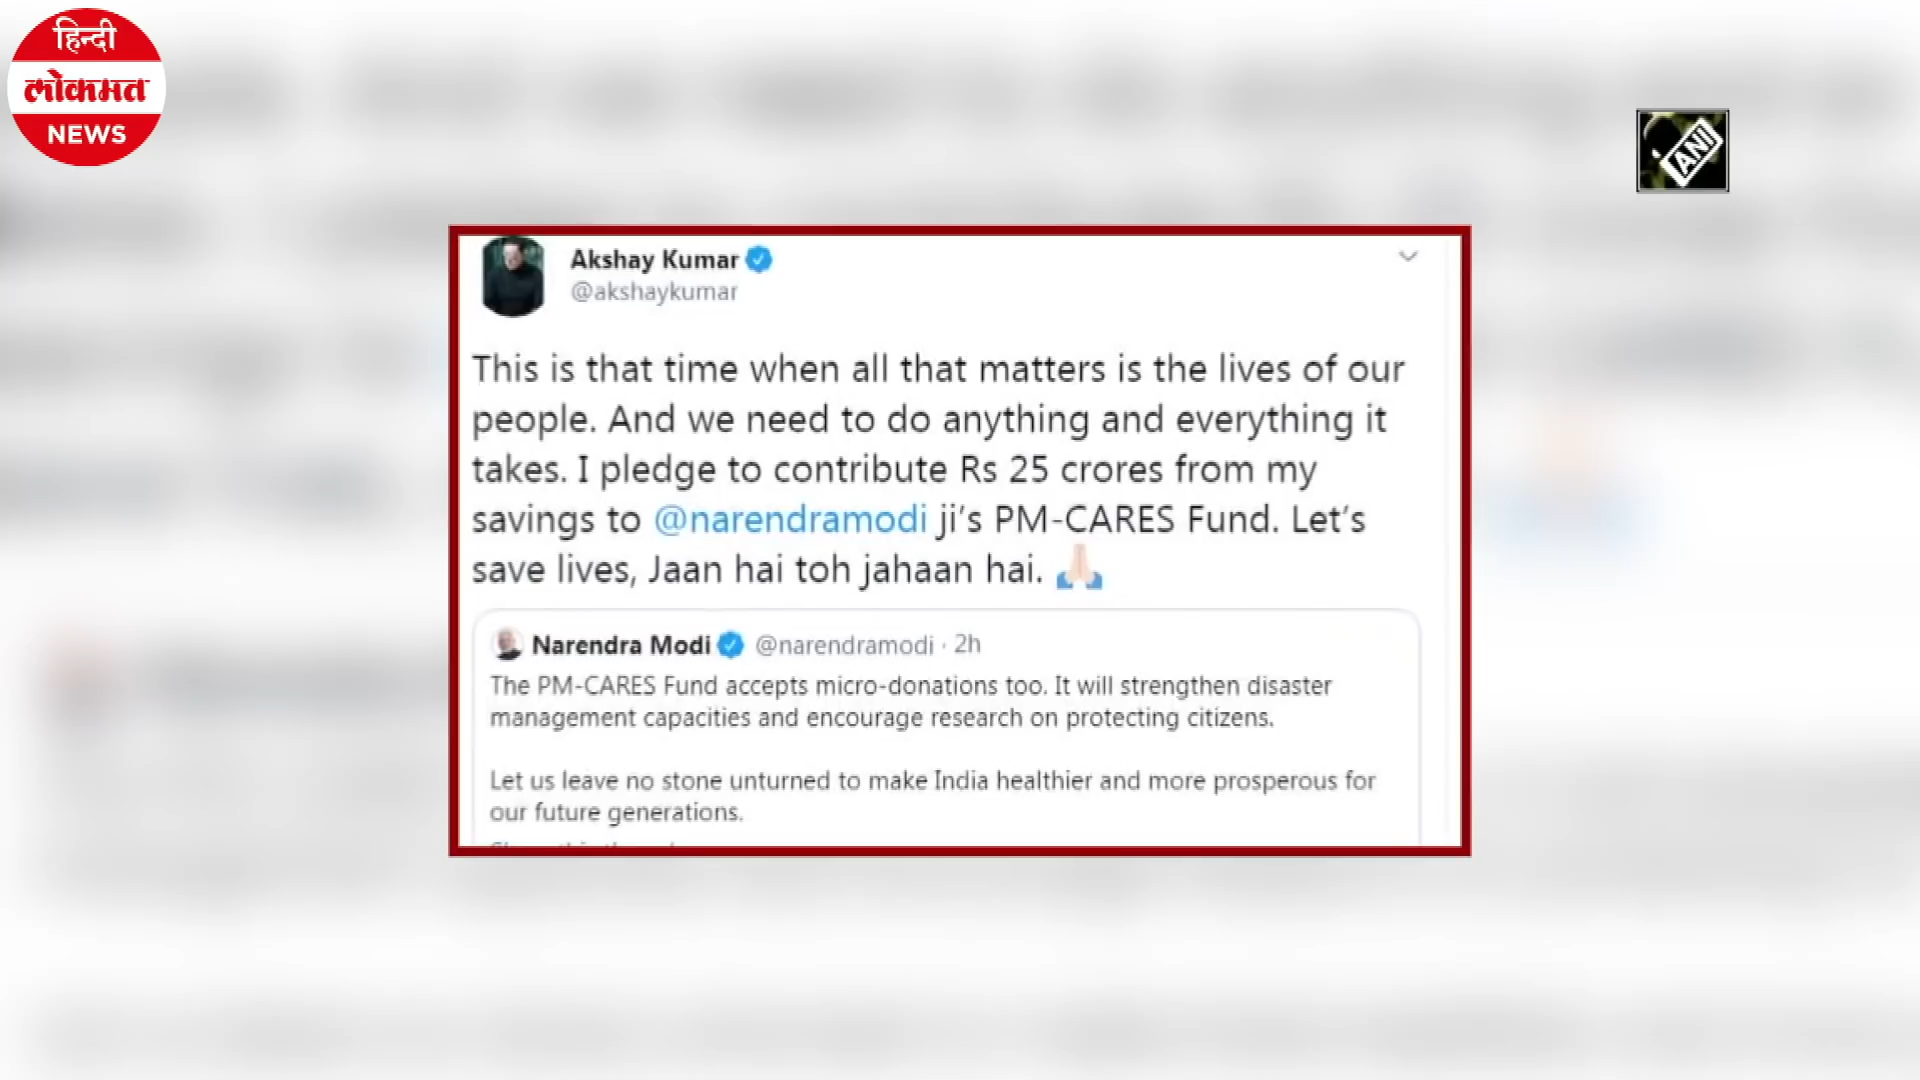 हिन्दी
लोकमत
NEWS
ANI
Akshay Kumar
@akshaykumar
This is that time when all that matters is the lives of our
people. And we need to do anything and everything it
takes. I pledge to contribute Rs 25 crores from my
savings to @narendramodi ji’s PM-CARES Fund. Let’s
save lives, Jaan hai toh jahaan hai. 🙏🏻
Narendra Modi @narendramodi · 2h
The PM-CARES Fund accepts micro-donations too. It will strengthen disaster
management capacities and encourage research on protecting citizens.
Let us leave no stone unturned to make India healthier and more prosperous for
our future generations.